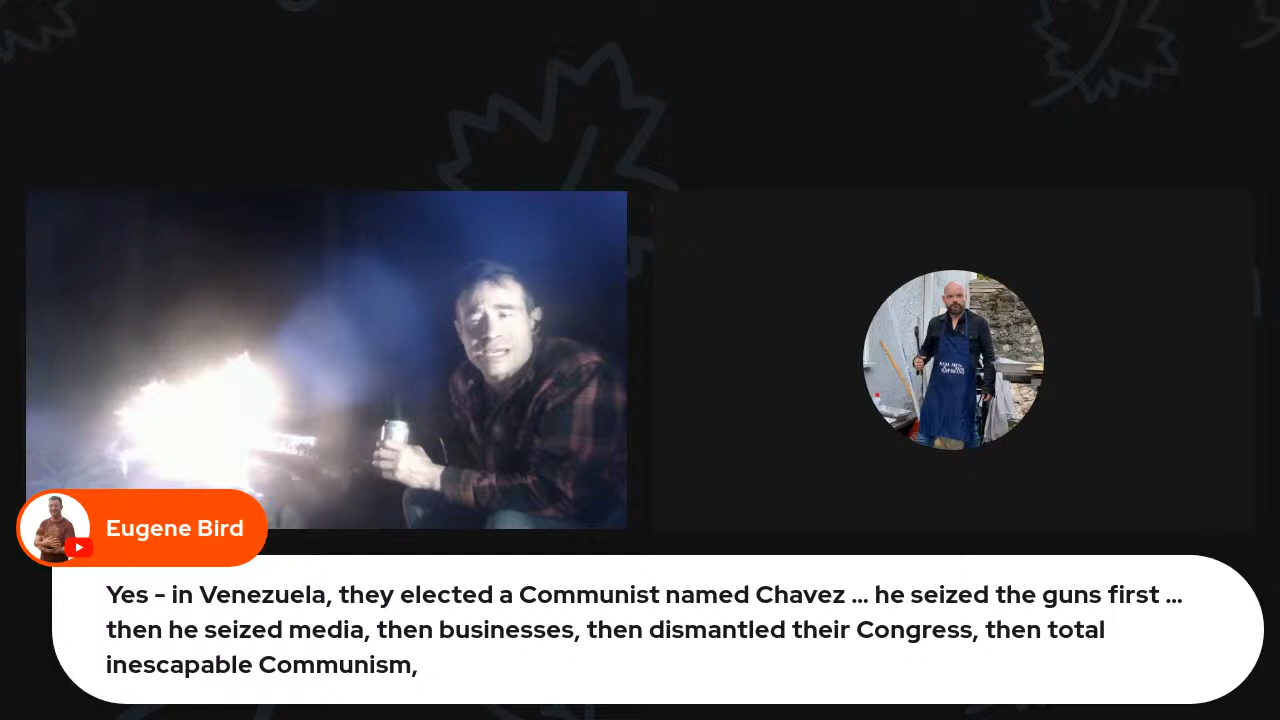 Eugene Bird
Yes - in Venezuela, they elected a Communist named Chavez ... he seized the guns first ...
then he seized media, then businesses, then dismantled their Congress, then total
inescapable Communism,